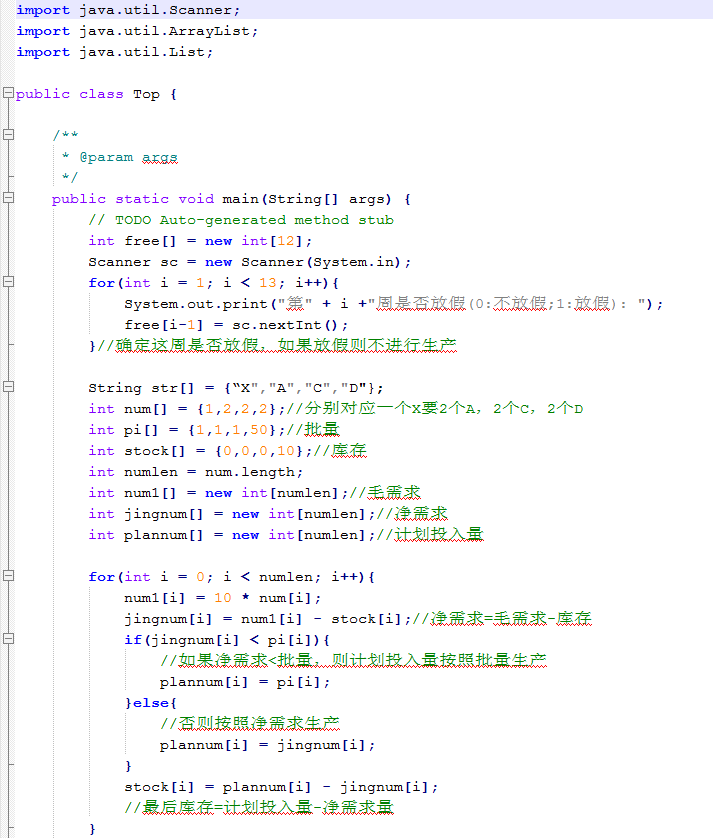 import java.util.Scanner;
import java.util.ArrayList;
import java.util.List;
public class Top {
/**
* @param args
*/
public static void main(String[] args) {
// TODO Auto-generated method stub
int free[] = new int[12];
Scanner sc = new Scanner(System.in);
for(int i = 1; i < 13; i++){
System.out.print("第" + i +"周是否放假(0:不放假;1:放假): ");
free[i-1] = sc.nextInt();
}//确定这周是否放假，如果放假则不进行生产
String str[] = {“X","A","C","D"};
int num[] = {1,2,2,2};//分别对应一个X要2个A，2个C，2个D
int pi[] = {1,1,1,50};//批量
int stock[] = {0,0,0,10};//库存
int numlen = num.length;
int num1[] = new int[numlen];//毛需求
int jingnum[] = new int[numlen];//净需求
int plannum[] = new int[numlen];//计划投入量
for(int i = 0; i < numlen; i++){
num1[i] = 10 * num[i];
jingnum[i] = num1[i] - stock[i];//净需求=毛需求-库存
if(jingnum[i] < pi[i]){
//如果净需求<批量，则计划投入量按照批量生产
plannum[i] = pi[i];
}else{
//否则按照净需求生产
plannum[i] = jingnum[i];
}
stock[i] = plannum[i] - jingnum[i];
//最后库存=计划投入量-净需求量
}